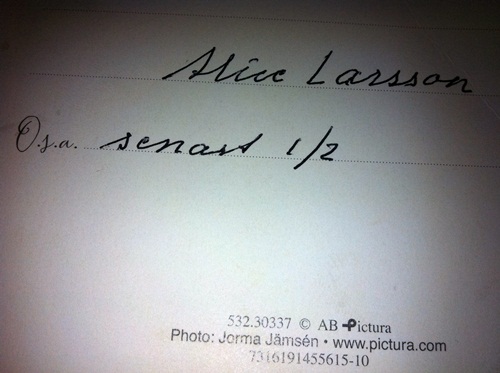 Alice Larsson
O.s.a. senast 1/2
532.30337 © AB Pictura
Photo: Jorma Jämsén • www.pictura.com
7316191455615-10